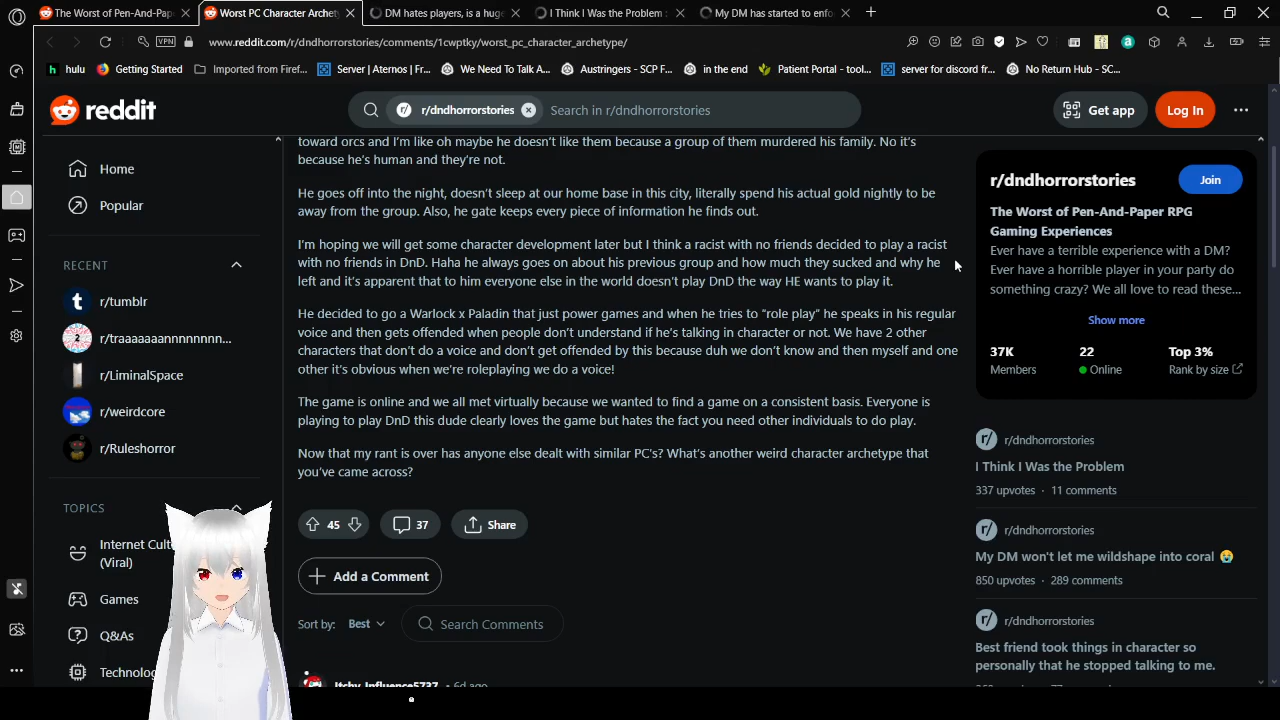 The Worst of Pen-And-Pape
Worst PC Character Archety
DM hates players, is a huge
I Think I Was the Problem :
My DM has started to enfo
VPN
www.reddit.com/r/dndhorrorstories/comments/1cwptky/worst_pc_character_archetype/
hulu
Getting Started
Imported from Firef...
Server | Aternos | Fr...
We Need To Talk A...
Austringers - SCP F...
in the end
Patient Portal - tool...
server for discord fr...
No Return Hub - SC...
reddit
r/dndhorrorstories
Search in r/dndhorrorstories
Get app
Log In
Home
Popular
RECENT
r/tumblr
r/traaaaaaannnnnnnn...
r/LiminalSpace
r/weirdcore
r/Ruleshorror
TOPICS
Internet Cult
(Viral)
Games
Q&As
Technolog
toward orcs and I'm like oh maybe he doesn't like them because a group of them murdered his family. No it's
because he's human and they're not.
He goes off into the night, doesn't sleep at our home base in this city, literally spend his actual gold nightly to be
away from the group. Also, he gate keeps every piece of information he finds out.
I'm hoping we will get some character development later but I think a racist with no friends decided to play a racist
with no friends in DnD. Haha he always goes on about his previous group and how much they sucked and why he
left and it's apparent that to him everyone else in the world doesn't play DnD the way HE wants to play it.
He decided to go a Warlock x Paladin that just power games and when he tries to "role play" he speaks in his regular
voice and then gets offended when people don't understand if he's talking in character or not. We have 2 other
characters that don't do a voice and don't get offended by this because duh we don't know and then myself and one
other it's obvious when we're roleplaying we do a voice!
The game is online and we all met virtually because we wanted to find a game on a consistent basis. Everyone is
playing to play DnD this dude clearly loves the game but hates the fact you need other individuals to do play.
Now that my rant is over has anyone else dealt with similar PC's? What's another weird character archetype that
you've came across?
45
37
Share
Add a Comment
Sort by:
Best
Search Comments
Itchy_Influence5737 • 6d ago
r/dndhorrorstories
Join
The Worst of Pen-And-Paper RPG
Gaming Experiences
Ever have a terrible experience with a DM?
Ever have a horrible player in your party do
something crazy? We all love to read these...
Show more
37K
Members
22
Online
Top 3%
Rank by size
r/dndhorrorstories
I Think I Was the Problem
337 upvotes · 11 comments
r/dndhorrorstories
My DM won't let me wildshape into coral 😭
850 upvotes · 289 comments
r/dndhorrorstories
Best friend took things in character so
personally that he stopped talking to me.